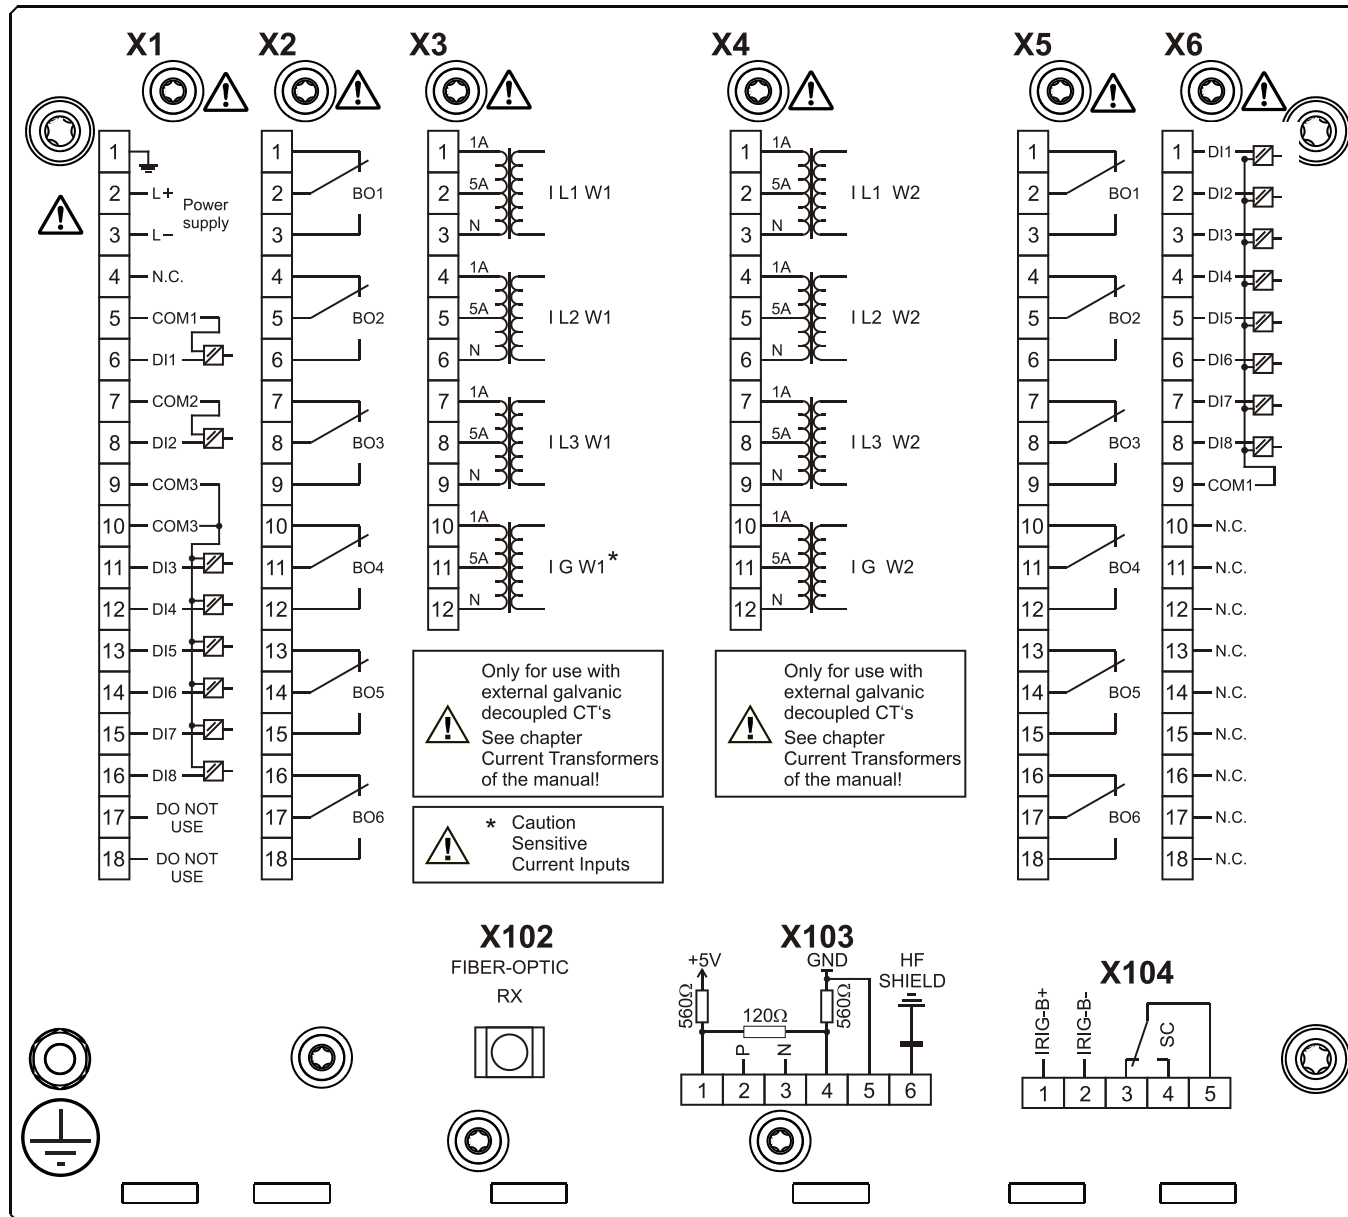 X1 X2 X3 X4 X5 X6
1
2 L+
Power
supply
3 L–
4 N.C.
5 COM1
6 DI1
7 COM2
8 DI2
9 COM3
10 COM3
11 DI3
12 DI4
13 DI5
14 DI6
15 DI7
16 DI8
17 DO NOT
USE
18 DO NOT
USE
1
2 BO1
3
4
5 BO2
6
7
8 BO3
9
10
11 BO4
12
13
14 BO5
15
16
17 BO6
18
1 1A
2 5A I L1 W1
3 N
4 1A
5 5A I L2 W1
6 N
7 1A
8 5A I L3 W1
9 N
10 1A
11 5A I G W1*
12 N
Only for use with
external galvanic
decoupled CT‘s
See chapter
Current Transformers
of the manual!
* Caution
Sensitive
Current Inputs
1 1A
2 5A I L1 W2
3 N
4 1A
5 5A I L2 W2
6 N
7 1A
8 5A I L3 W2
9 N
10 1A
11 5A I G W2
12 N
Only for use with
external galvanic
decoupled CT‘s
See chapter
Current Transformers
of the manual!
1
2 BO1
3
4
5 BO2
6
7
8 BO3
9
10
11 BO4
12
13
14 BO5
15
16
17 BO6
18
1 DI1
2 DI2
3 DI3
4 DI4
5 DI5
6 DI6
7 DI7
8 DI8
9 COM1
10 N.C.
11 N.C.
12 N.C.
13 N.C.
14 N.C.
15 N.C.
16 N.C.
17 N.C.
18 N.C.
X102
FIBER-OPTIC
RX
X103
+5V GND HF
SHIELD
560Ω 120Ω 560Ω
P N
1 2 3 4 5 6
X104
IRIG-B+ IRIG-B- SC
1 2 3 4 5